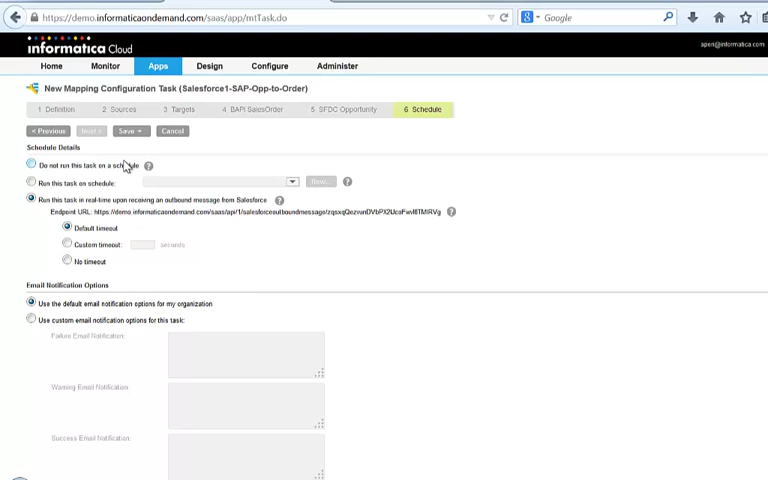 https://demo.informaticaondemand.com/saas/app/mtTask.do
Google
informatica Cloud
aperi@informatica.com
Home Monitor Apps Design Configure Administer
New Mapping Configuration Task (Salesforce1-SAP-Opp-to-Order)
1 Definition 2 Sources 3 Targets 4 BAPI SalesOrder 5 SFDC Opportunity 6 Schedule
< Previous Next > Save Cancel
Schedule Details
Do not run this task on a schedule ?
Run this task on schedule: New... ?
Run this task in real-time upon receiving an outbound message from Salesforce ?
Endpoint URL: https://demo.informaticaondemand.com/saas/api/1/salesforceoutboundmessage/ ?
Default timeout
Custom timeout: seconds
No timeout
Email Notification Options
Use the default email notification options for my organization
Use custom email notification options for this task:
Failure Email Notification:
Warning Email Notification:
Success Email Notification: